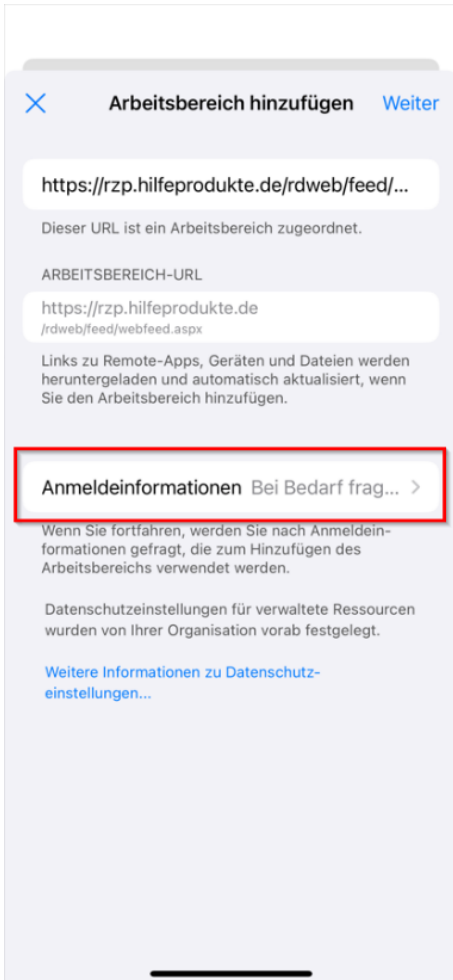 Arbeitsbereich hinzufügen Weiter
https://rzp.hilfeprodukte.de/rdweb/feed/...
Dieser URL ist ein Arbeitsbereich zugeordnet.
ARBEITSBEREICH-URL
https://rzp.hilfeprodukte.de
/rdweb/feed/webfeed.aspx
Links zu Remote-Apps, Geräten und Dateien werden
heruntergeladen und automatisch aktualisiert, wenn
Sie den Arbeitsbereich hinzufügen.
Anmeldeinformationen Bei Bedarf frag...
Wenn Sie fortfahren, werden Sie nach Anmeldein-
formationen gefragt, die zum Hinzufügen des
Arbeitsbereichs verwendet werden.
Datenschutzeinstellungen für verwaltete Ressourcen
wurden von Ihrer Organisation vorab festgelegt.
Weitere Informationen zu Datenschutz-
einstellungen...